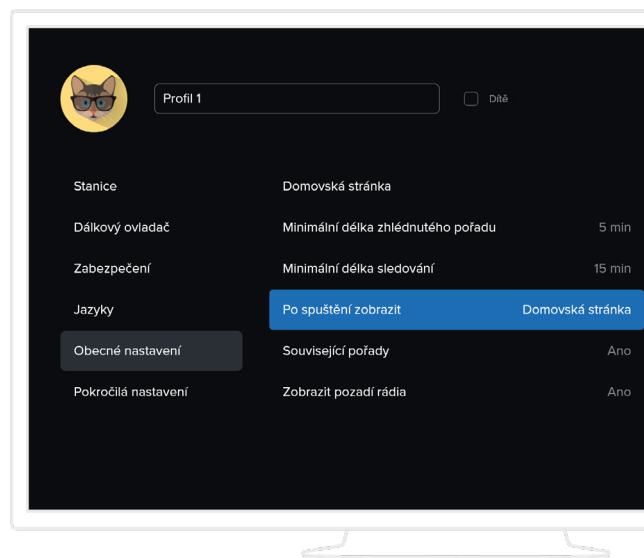 Profil 1
Dítě
Stanice
Dálkový ovladač
Zabezpečení
Jazyky
Obecné nastavení
Pokročilá nastavení
Domovská stránka
Minimální délka zhlédnutého pořadu 5 min
Minimální délka sledování 15 min
Po spuštění zobrazit Domovská stránka
Související pořady Ano
Zobrazit pozadí rádia Ano